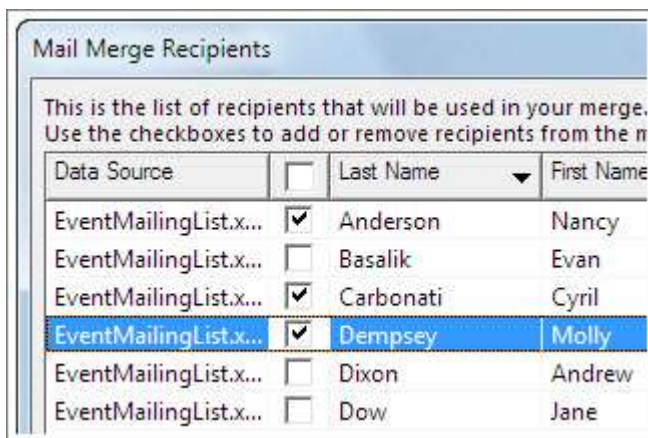 Mail Merge Recipients
This is the list of recipients that will be used in your merge.
Use the checkboxes to add or remove recipients from the m
Data Source Last Name First Name
EventMailingList.x... Anderson Nancy
EventMailingList.x... Basalik Evan
EventMailingList.x... Carbonati Cyril
EventMailingList.x... Dempsey Molly
EventMailingList.x... Dixon Andrew
EventMailingList.x... Dow Jane